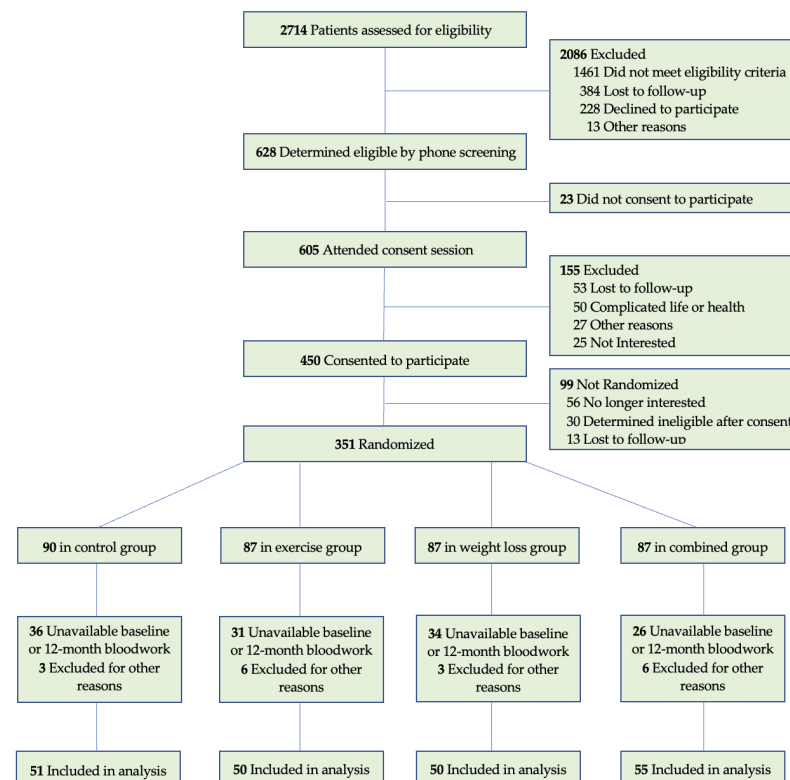 2714 Patients assessed for eligibility
2086 Excluded
1461 Did not meet eligibility criteria
384 Lost to follow-up
228 Declined to participate
13 Other reasons
628 Determined eligible by phone screening
23 Did not consent to participate
605 Attended consent session
155 Excluded
53 Lost to follow-up
50 Complicated life or health
27 Other reasons
25 Not Interested
450 Consented to participate
99 Not Randomized
56 No longer interested
30 Determined ineligible after consent
13 Lost to follow-up
351 Randomized
90 in control group
87 in exercise group
87 in weight loss group
87 in combined group
36 Unavailable baseline
or 12-month bloodwork
3 Excluded for other
reasons
31 Unavailable baseline
or 12-month bloodwork
6 Excluded for other
reasons
34 Unavailable baseline
or 12-month bloodwork
3 Excluded for other
reasons
26 Unavailable baseline
or 12-month bloodwork
6 Excluded for other
reasons
51 Included in analysis
50 Included in analysis
50 Included in analysis
55 Included in analysis